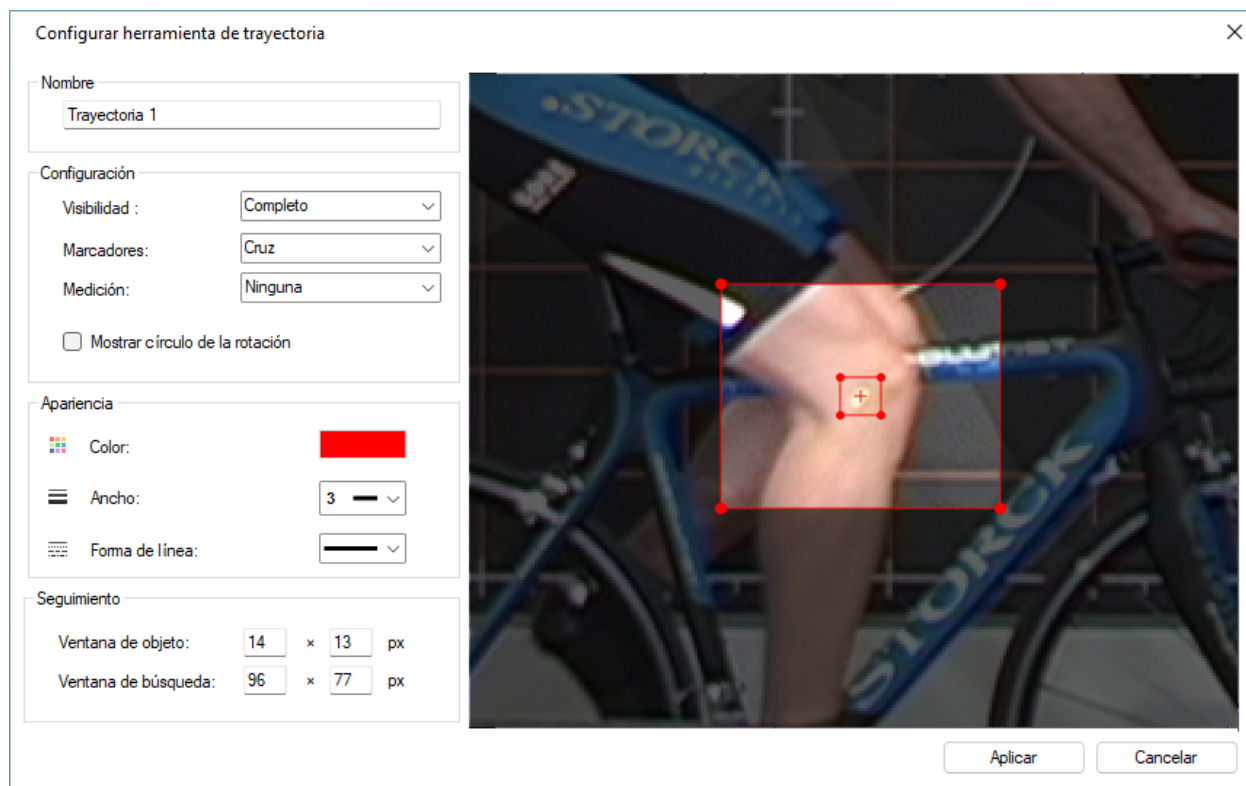 Configurar herramienta de trayectoria
Nombre
Trayectoria 1
Configuración
Visibilidad :
Completo
Marcadores:
Cruz
Medición:
Ninguna
Mostrar círculo de la rotación
Apariencia
Color:
Ancho:
3
Forma de línea:
Seguimiento
Ventana de objeto:
14 × 13 px
Ventana de búsqueda:
96 × 77 px
STORCK
STORCK
Aplicar
Cancelar